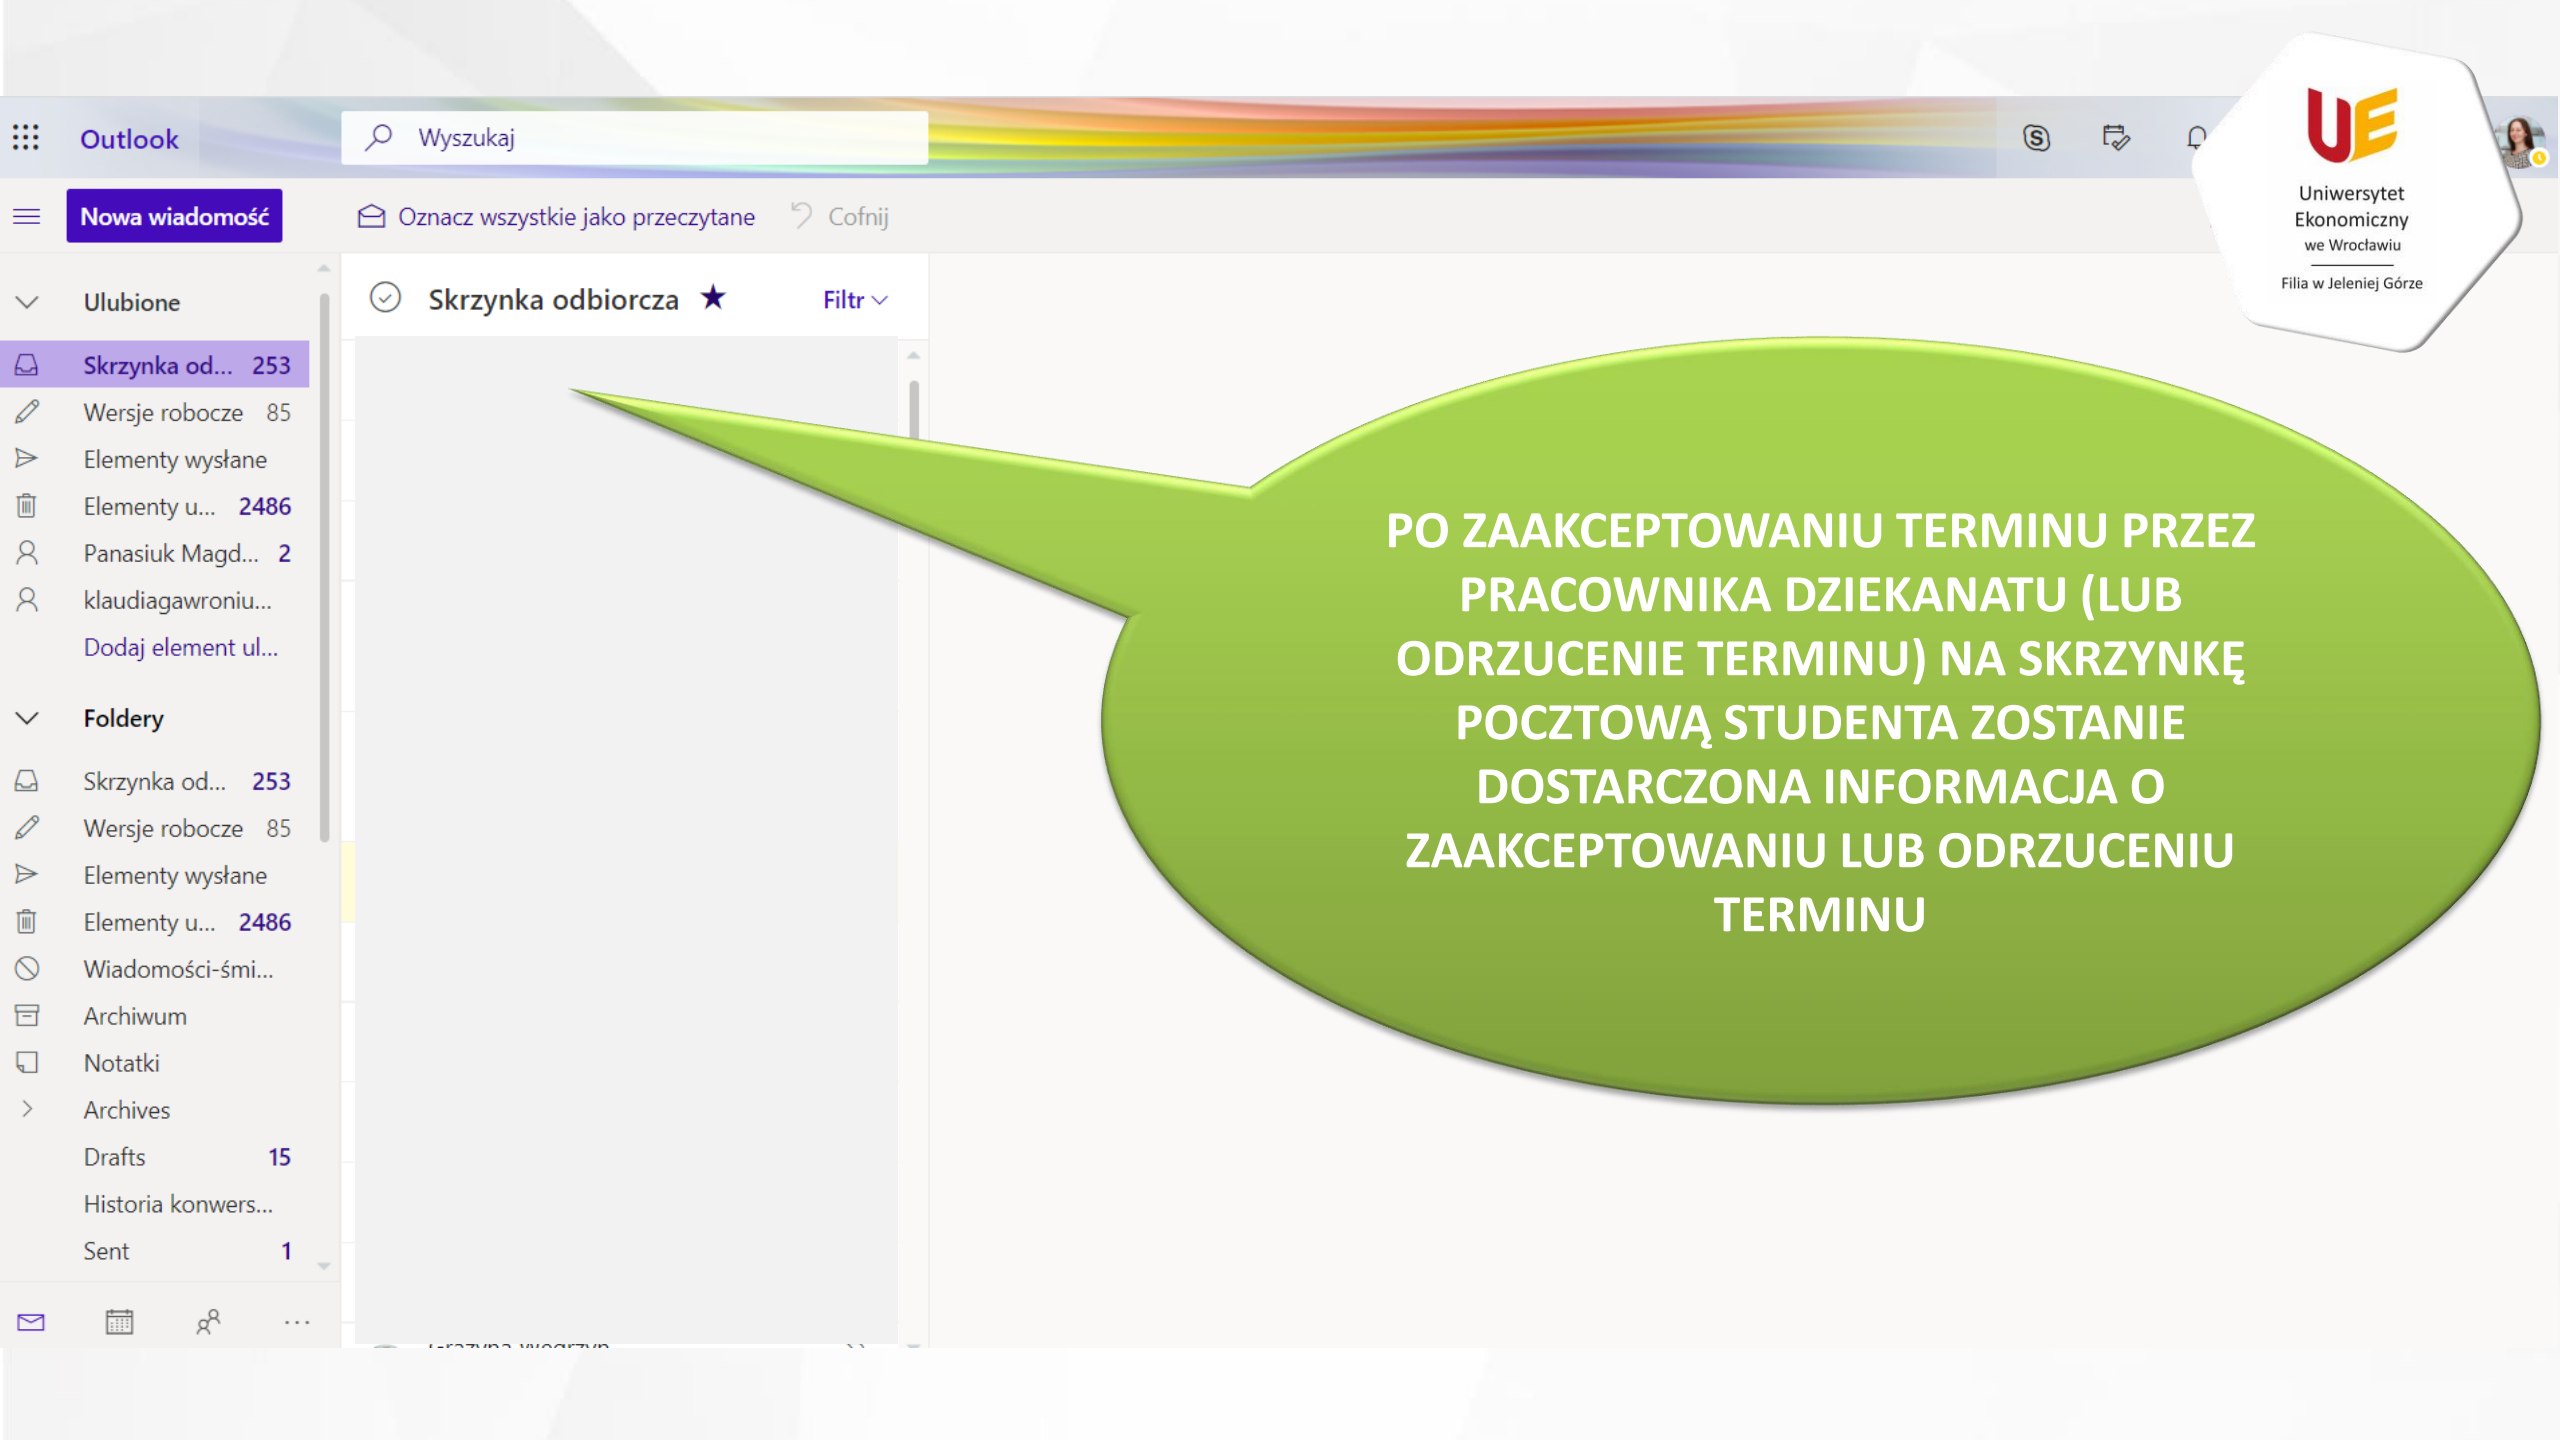 Outlook
Wyszukaj
Uniwersytet
Ekonomiczny
we Wrocławiu
Filia w Jeleniej Górze
Nowa wiadomość
Oznacz wszystkie jako przeczytane
Cofnij
Ulubione
Skrzynka od... 253
Wersje robocze 85
Elementy wysłane
Elementy u... 2486
Panasiuk Magd... 2
klaudiagawroniu...
Dodaj element ul...
Foldery
Skrzynka od... 253
Wersje robocze 85
Elementy wysłane
Elementy u... 2486
Wiadomości-śmi...
Archiwum
Notatki
Archives
Drafts 15
Historia konwers...
Sent 1
Skrzynka odbiorcza
Filtr
PO ZAAKCEPTOWANIU TERMINU PRZEZ
PRACOWNIKA DZIEKANATU (LUB
ODRZUCENIE TERMINU) NA SKRZYNKĘ
POCZTOWĄ STUDENTA ZOSTANIE
DOSTARCZONA INFORMACJA O
ZAAKCEPTOWANIU LUB ODRZUCENIU
TERMINU